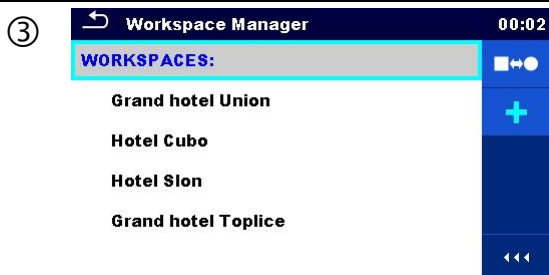 ③
Workspace Manager 00:02
WORKSPACES:
Grand hotel Union
Hotel Cubo
Hotel Slon
Grand hotel Toplice